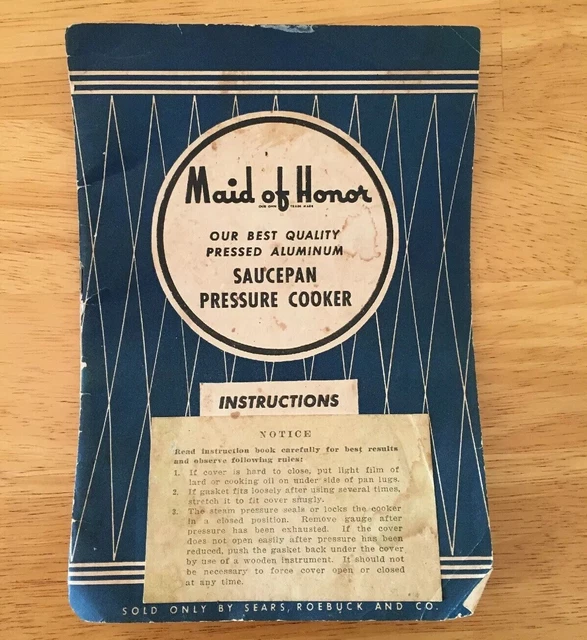 Maid of Honor
OUR OWN TRADE MARK
OUR BEST QUALITY
PRESSED ALUMINUM
SAUCEPAN
PRESSURE COOKER
INSTRUCTIONS
NOTICE
Read instruction book carefully for best results
and observe following rules:
1. If cover is hard to close, put light film of
lard or cooking oil on under side of pan lugs.
2. If gasket fits loosely after using several times,
stretch it to fit cover snugly.
3. The steam pressure seals or locks the cooker
in a closed position. Remove gauge after
pressure has been exhausted. If the cover
does not open easily after pressure has been
reduced, push the gasket back under the cover
by use of a wooden instrument. It should not
be necessary to force cover open or closed
at any time.
SOLD ONLY BY SEARS, ROEBUCK AND CO.